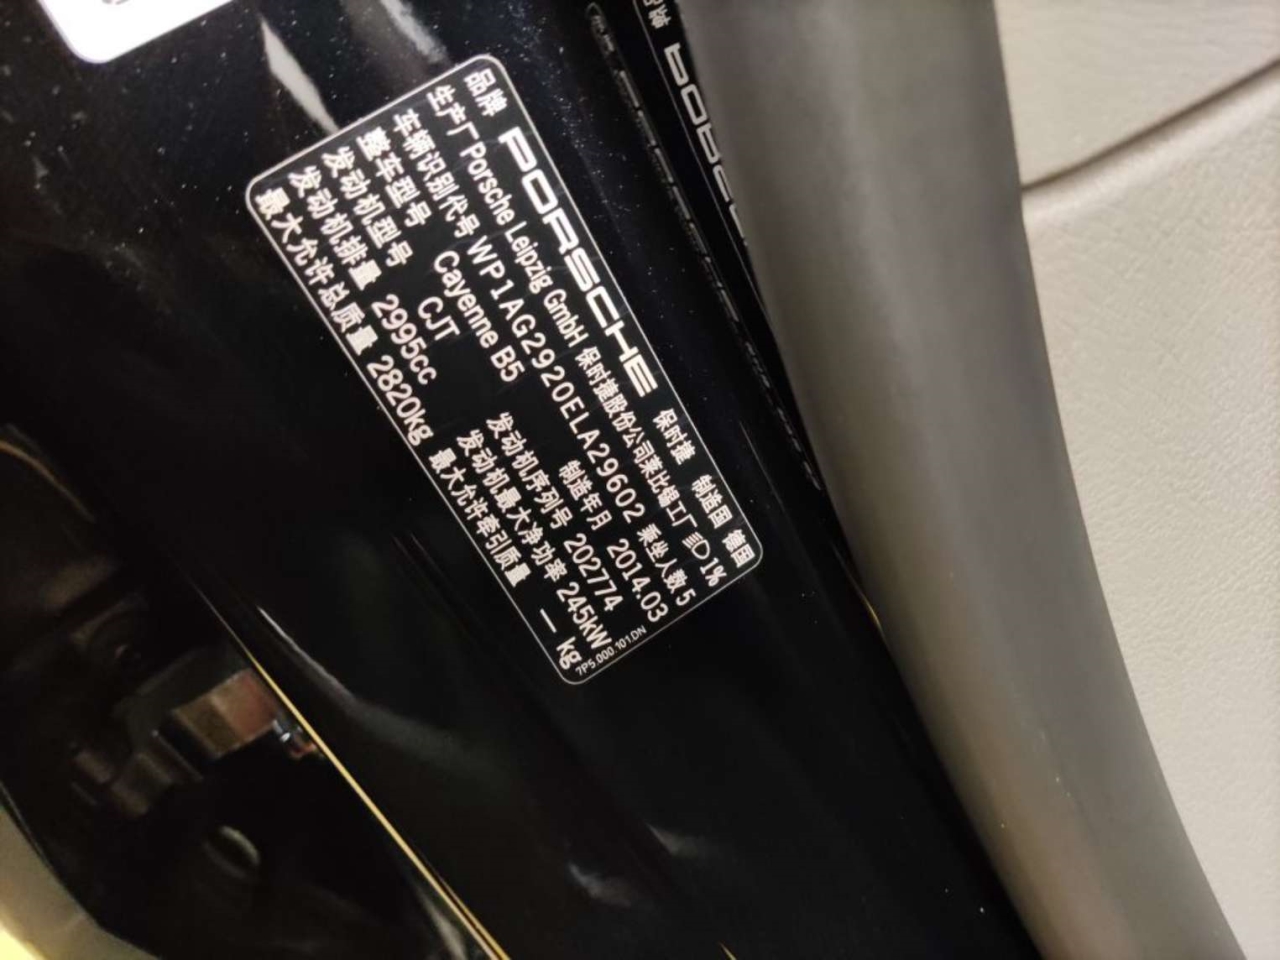 品牌 PORSCHE 保时捷 制造国 德国
生产厂 Porsche Leipzig GmbH 保时捷股份公司莱比锡工厂 1%
车辆识别代号 WP1AG2920ELA29602 乘坐人数 5
整车型号 Cayenne B5 制造年月 2014.03
发动机型号 CJT 发动机序列号 202774
发动机排量 2995cc 发动机最大净功率 245kW
最大允许总质量 2820kg 最大允许牵引质量 — kg
7P5.000.101.DN